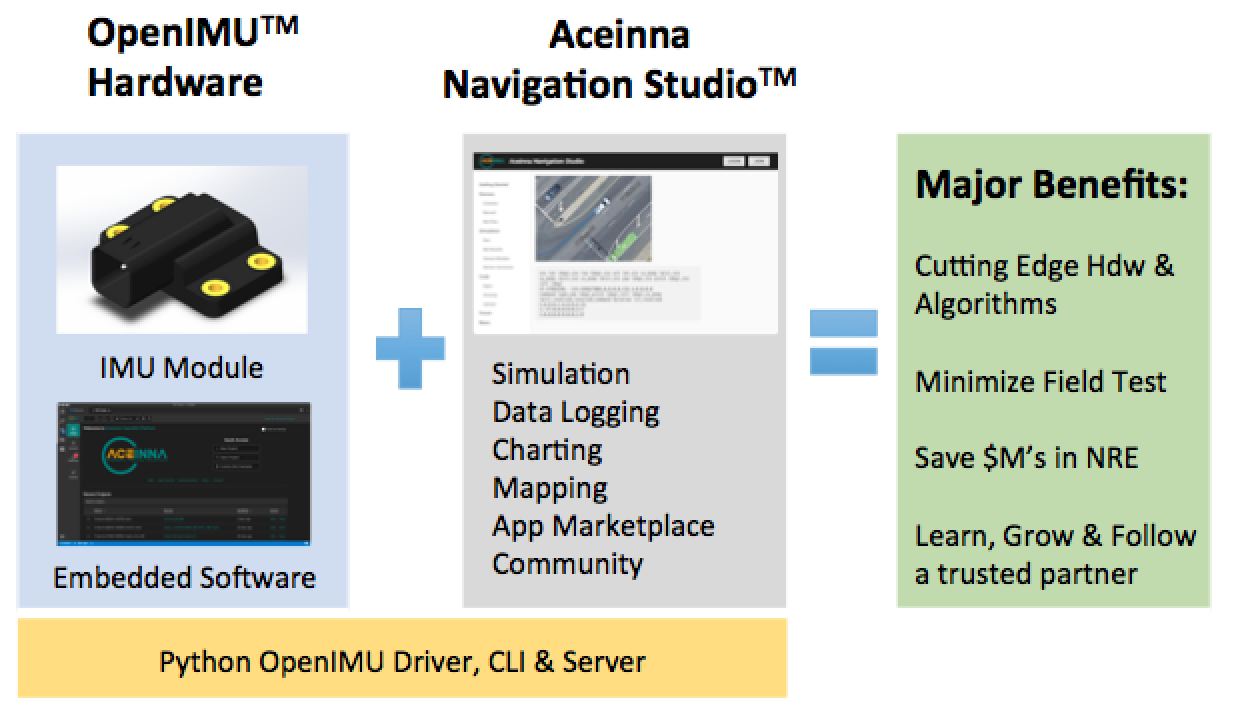 OpenIMU™
Hardware
Aceinna
Navigation Studio™
IMU Module
ACEINNA
Embedded Software
Aceinna Navigation Studio
Simulation
Data Logging
Charting
Mapping
App Marketplace
Community
Major Benefits:
Cutting Edge Hdw &
Algorithms
Minimize Field Test
Save $M’s in NRE
Learn, Grow & Follow
a trusted partner
Python OpenIMU Driver, CLI & Server